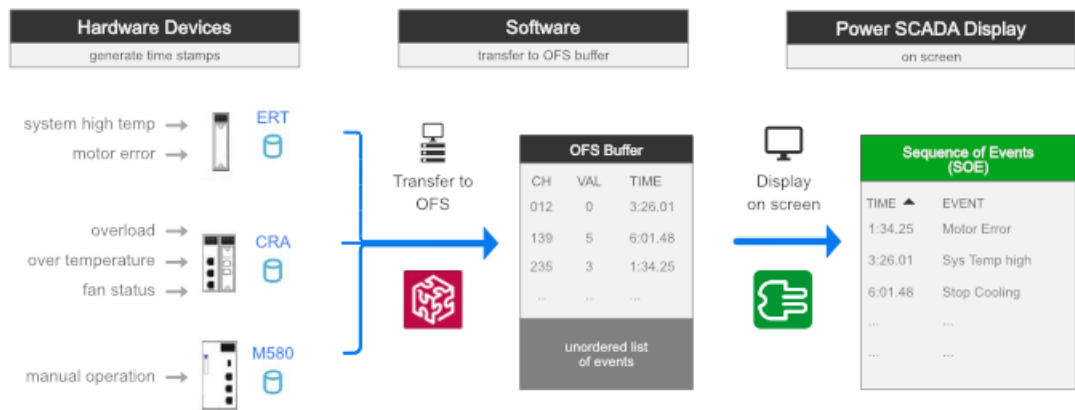 Hardware Devices
generate time stamps
Software
transfer to OFS buffer
Power SCADA Display
on screen
system high temp
motor error
ERT
overload
over temperature
fan status
CRA
manual operation
M580
Transfer to
OFS
OFS Buffer
CH VAL TIME
012 0 3:26.01
139 5 6:01.48
235 3 1:34.25
.. .. ...
unordered list
of events
Display
on screen
Sequence of Events
(SOE)
TIME EVENT
1:34.25 Motor Error
3:26.01 Sys Temp high
6:01.48 Stop Cooling
... ...
... ...